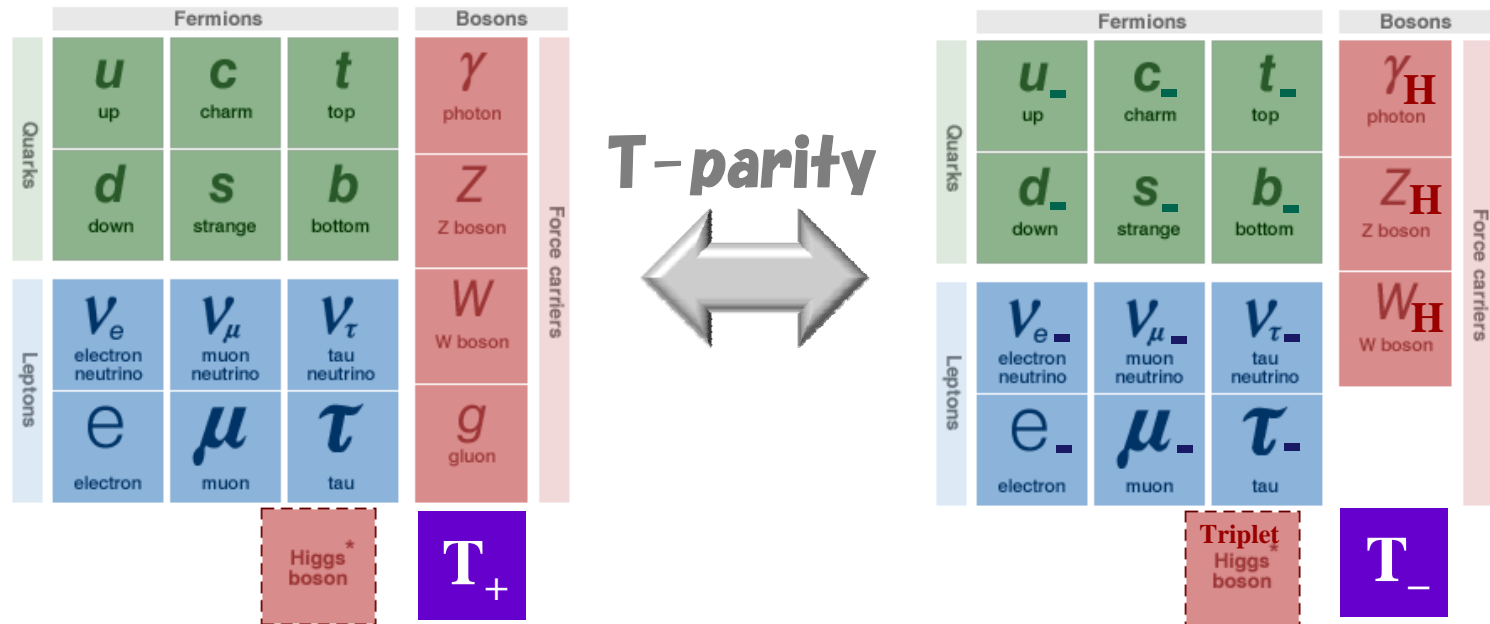 Fermions
Bosons
Quarks
u
up
c
charm
t
top
γ
photon
d
down
s
strange
b
bottom
Z
Z boson
Force carriers
Leptons
νe
electron
neutrino
νμ
muon
neutrino
ντ
tau
neutrino
W
W boson
e
electron
μ
muon
τ
tau
g
gluon
Higgs*
boson
T+
T-parity
Fermions
Bosons
Quarks
u-
up
c-
charm
t-
top
γH
photon
d-
down
s-
strange
b-
bottom
ZH
Z boson
Force carriers
Leptons
νe-
electron
neutrino
νμ-
muon
neutrino
ντ-
tau
neutrino
WH
W boson
e-
electron
μ-
muon
τ-
tau
Triplet
Higgs*
boson
T−